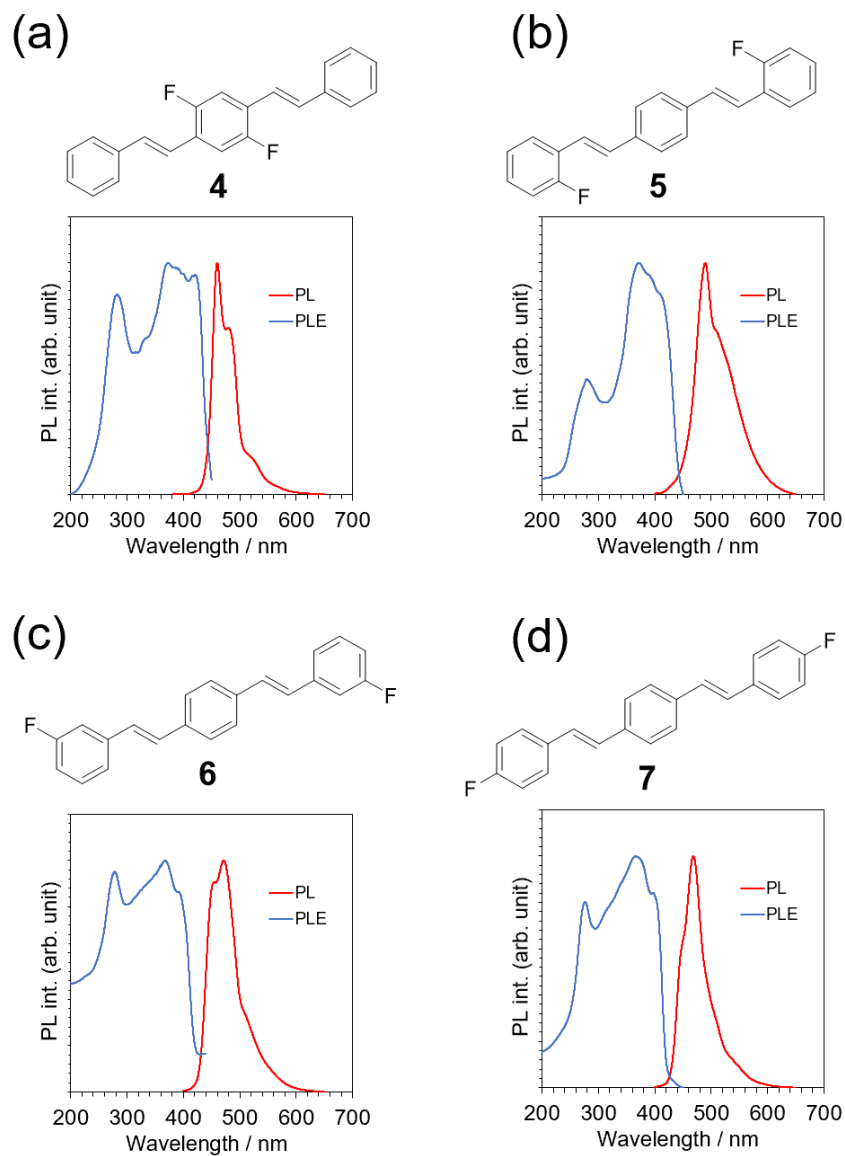 (a)
F
F
4
PL int. (arb. unit)
PL
PLE
200 300 400 500 600 700
Wavelength / nm
(b)
F
F
5
PL int. (arb. unit)
PL
PLE
200 300 400 500 600 700
Wavelength / nm
(c)
F
F
6
PL int. (arb. unit)
PL
PLE
200 300 400 500 600 700
Wavelength / nm
(d)
F
F
7
PL int. (arb. unit)
PL
PLE
200 300 400 500 600 700
Wavelength / nm